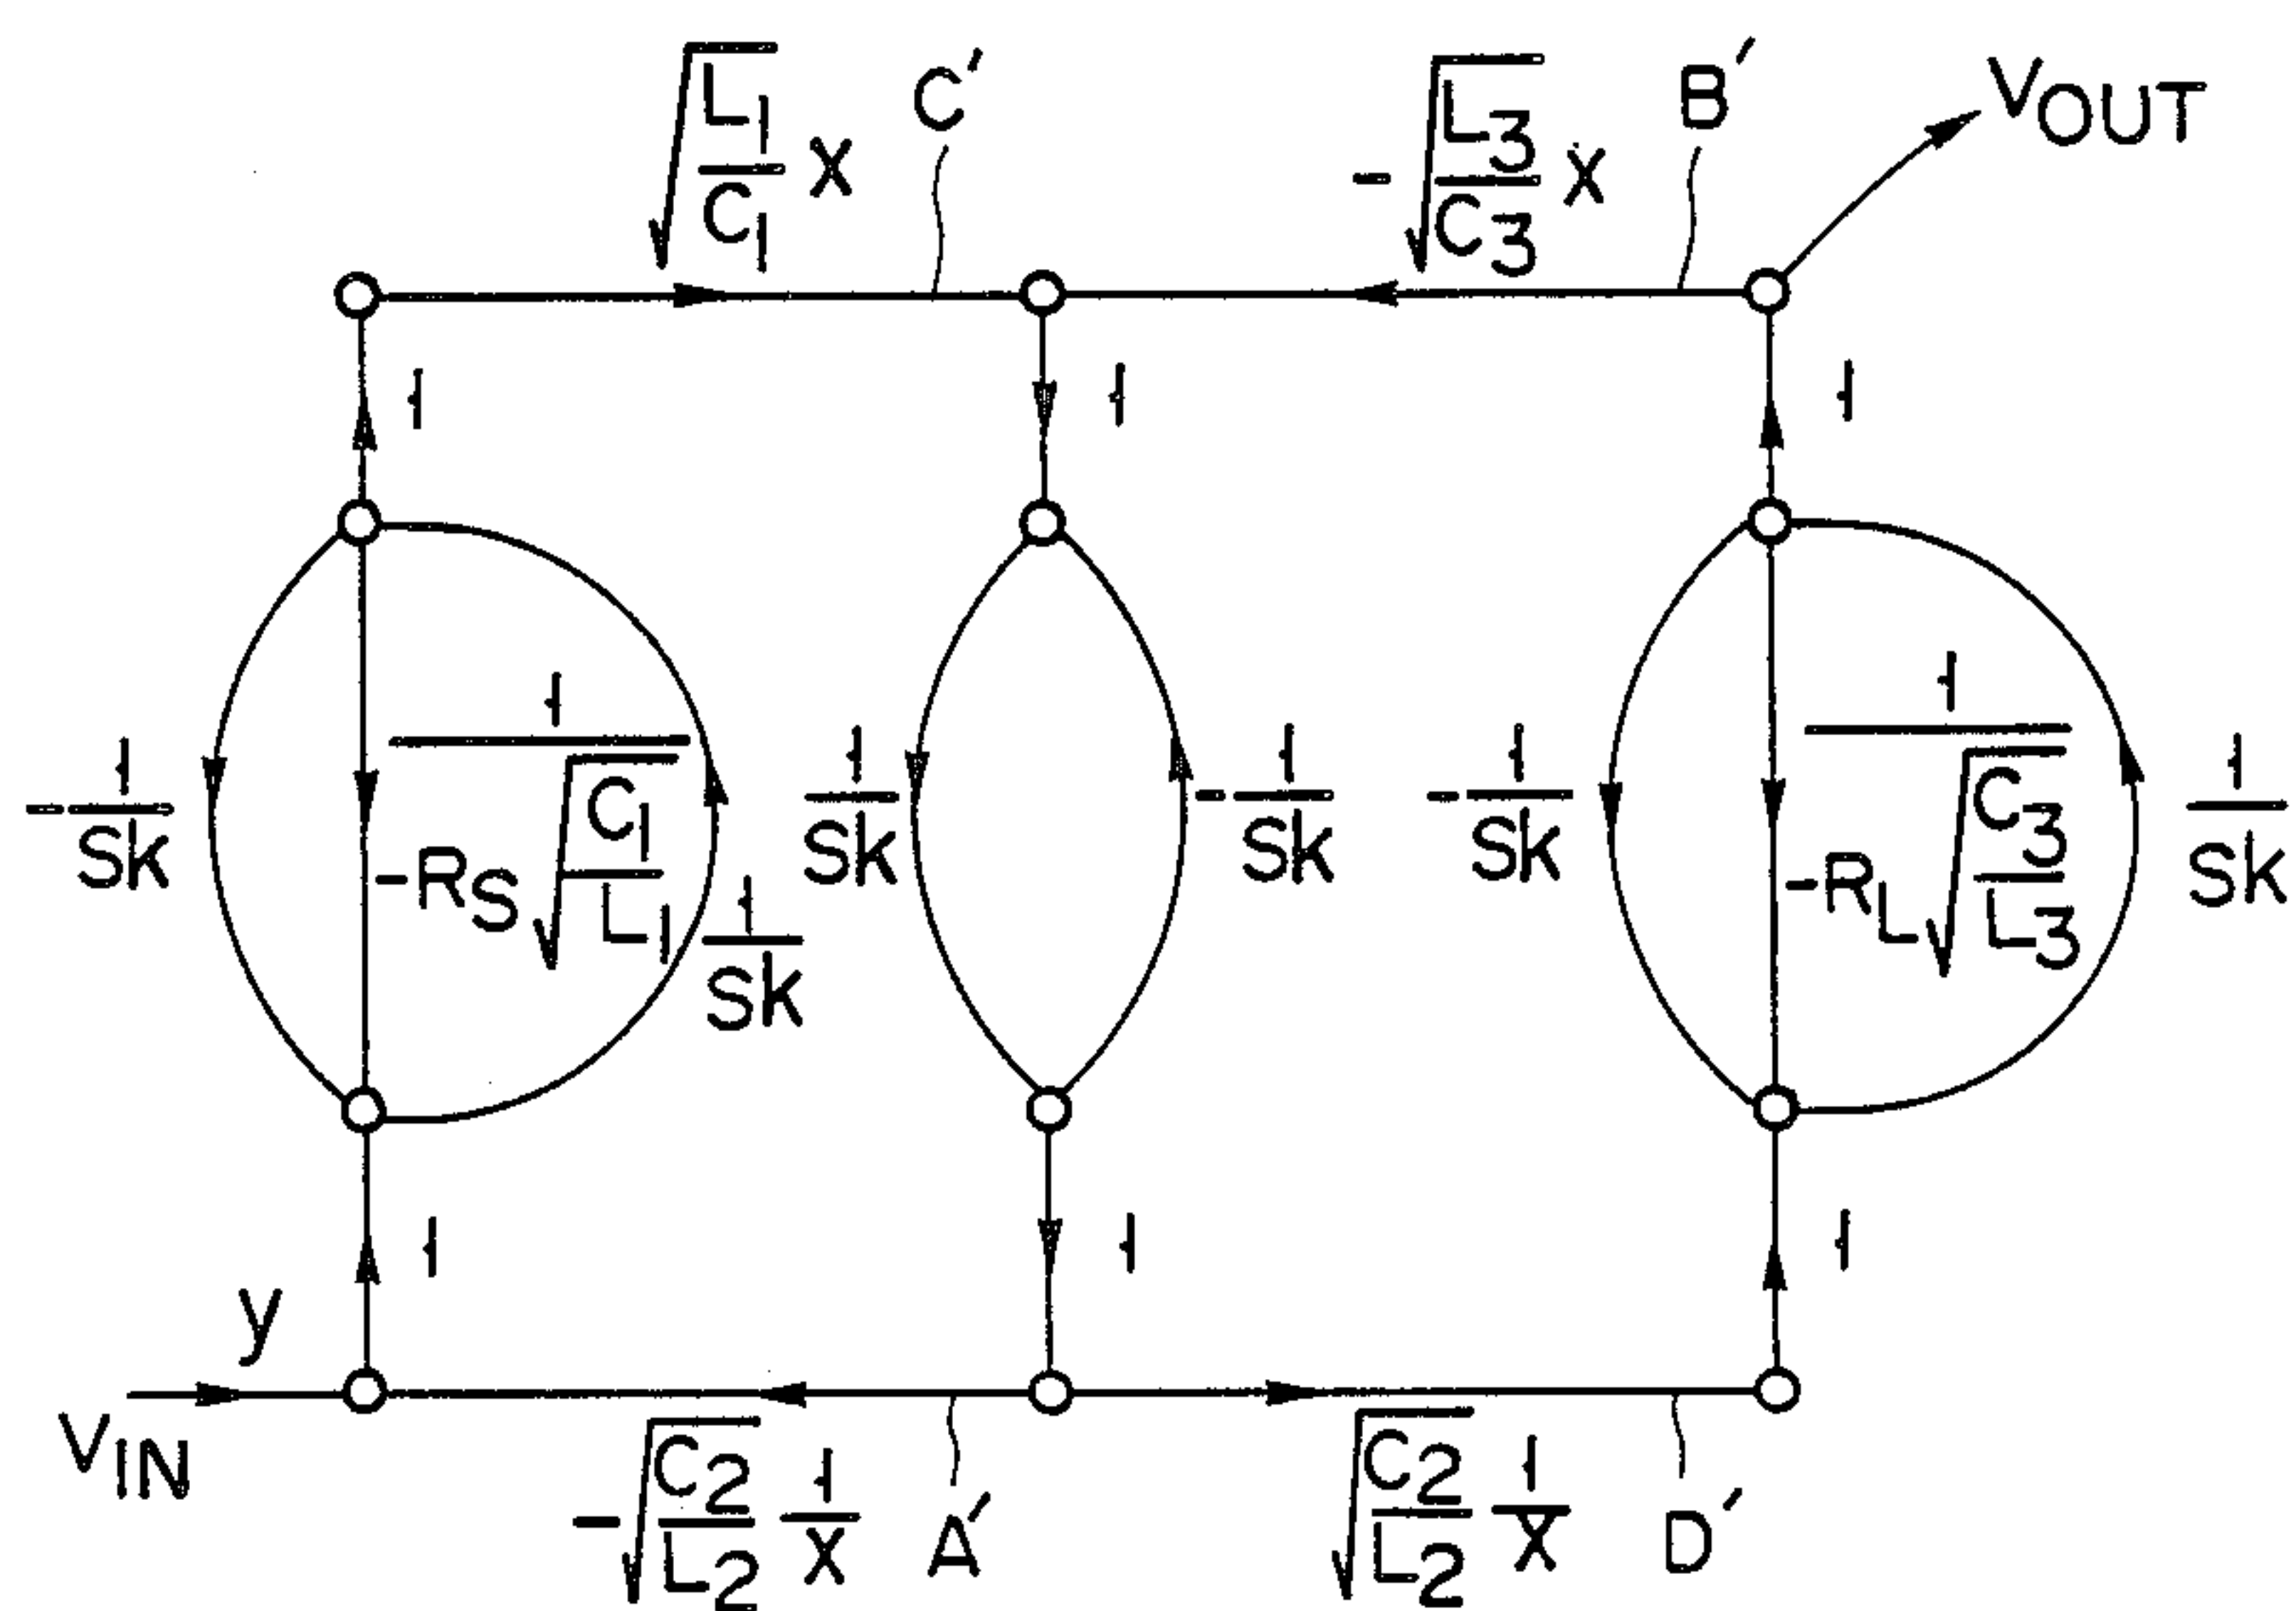 √(L1/C1) x
C′
-√(L3/C3) x
B′
VOUT
1
1
1
-1/Sk
1/(-RS√(C1/L1))
1/Sk
1/Sk
-1/Sk
-1/Sk
1/(-RL√(C3/L3))
1/Sk
1
1
1
y
VIN
-√(C2/L2) 1/x
A′
√(C2/L2) 1/x
D′